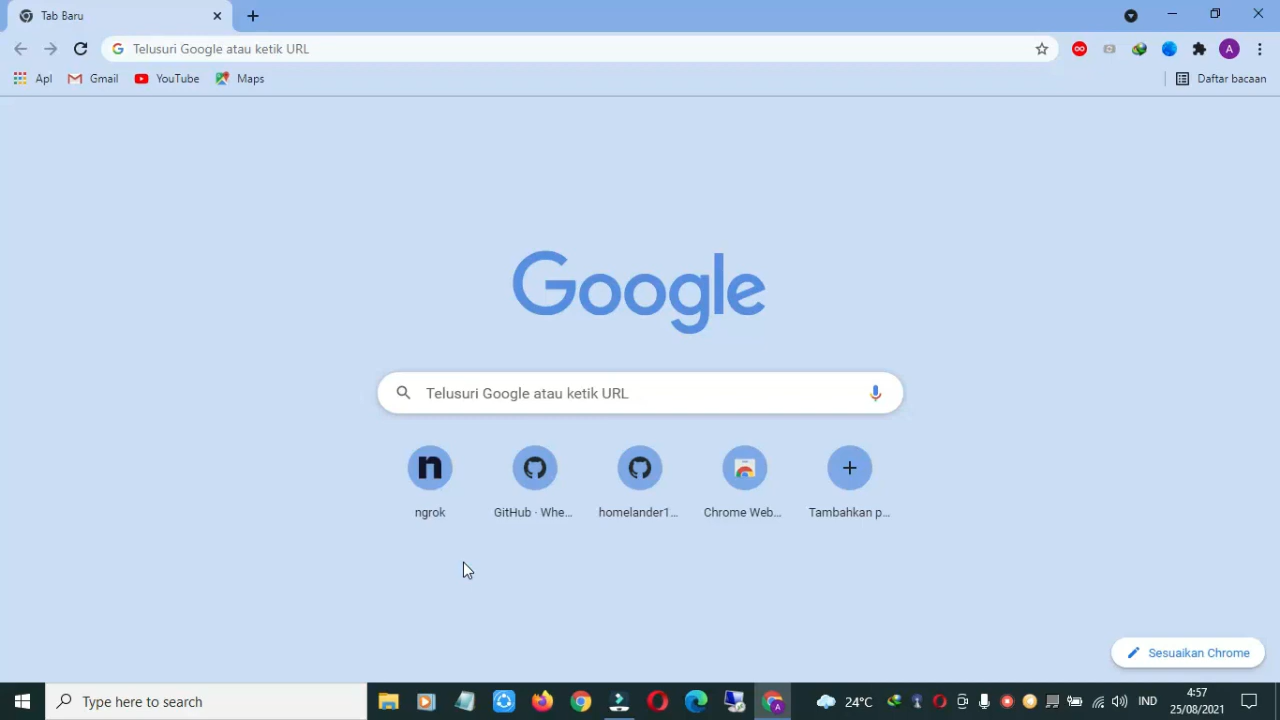 Tab Baru
Telusuri Google atau ketik URL
A
Apl
Gmail
YouTube
Maps
Daftar bacaan
Google
Telusuri Google atau ketik URL
n
ngrok
GitHub · Whe...
homelander1...
Chrome Web...
Tambahkan p...
Sesuaikan Chrome
Type here to search
24°C
IND
4:57
25/08/2021